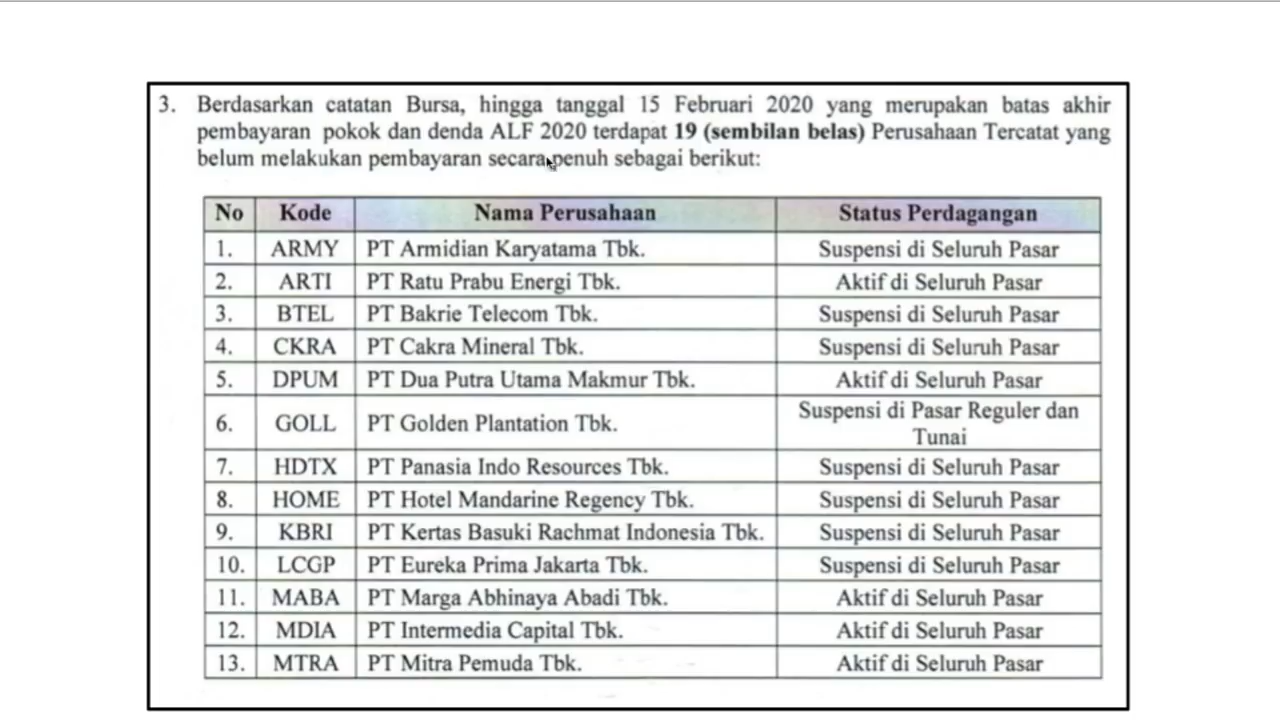 3. Berdasarkan catatan Bursa, hingga tanggal 15 Februari 2020 yang merupakan batas akhir
pembayaran pokok dan denda ALF 2020 terdapat 19 (sembilan belas) Perusahaan Tercatat yang
belum melakukan pembayaran secara penuh sebagai berikut:
No Kode Nama Perusahaan Status Perdagangan
1. ARMY PT Armidian Karyatama Tbk. Suspensi di Seluruh Pasar
2. ARTI PT Ratu Prabu Energi Tbk. Aktif di Seluruh Pasar
3. BTEL PT Bakrie Telecom Tbk. Suspensi di Seluruh Pasar
4. CKRA PT Cakra Mineral Tbk. Suspensi di Seluruh Pasar
5. DPUM PT Dua Putra Utama Makmur Tbk. Aktif di Seluruh Pasar
6. GOLL PT Golden Plantation Tbk. Suspensi di Pasar Reguler dan
Tunai
7. HDTX PT Panasia Indo Resources Tbk. Suspensi di Seluruh Pasar
8. HOME PT Hotel Mandarine Regency Tbk. Suspensi di Seluruh Pasar
9. KBRI PT Kertas Basuki Rachmat Indonesia Tbk. Suspensi di Seluruh Pasar
10. LCGP PT Eureka Prima Jakarta Tbk. Suspensi di Seluruh Pasar
11. MABA PT Marga Abhinaya Abadi Tbk. Aktif di Seluruh Pasar
12. MDIA PT Intermedia Capital Tbk. Aktif di Seluruh Pasar
13. MTRA PT Mitra Pemuda Tbk. Aktif di Seluruh Pasar